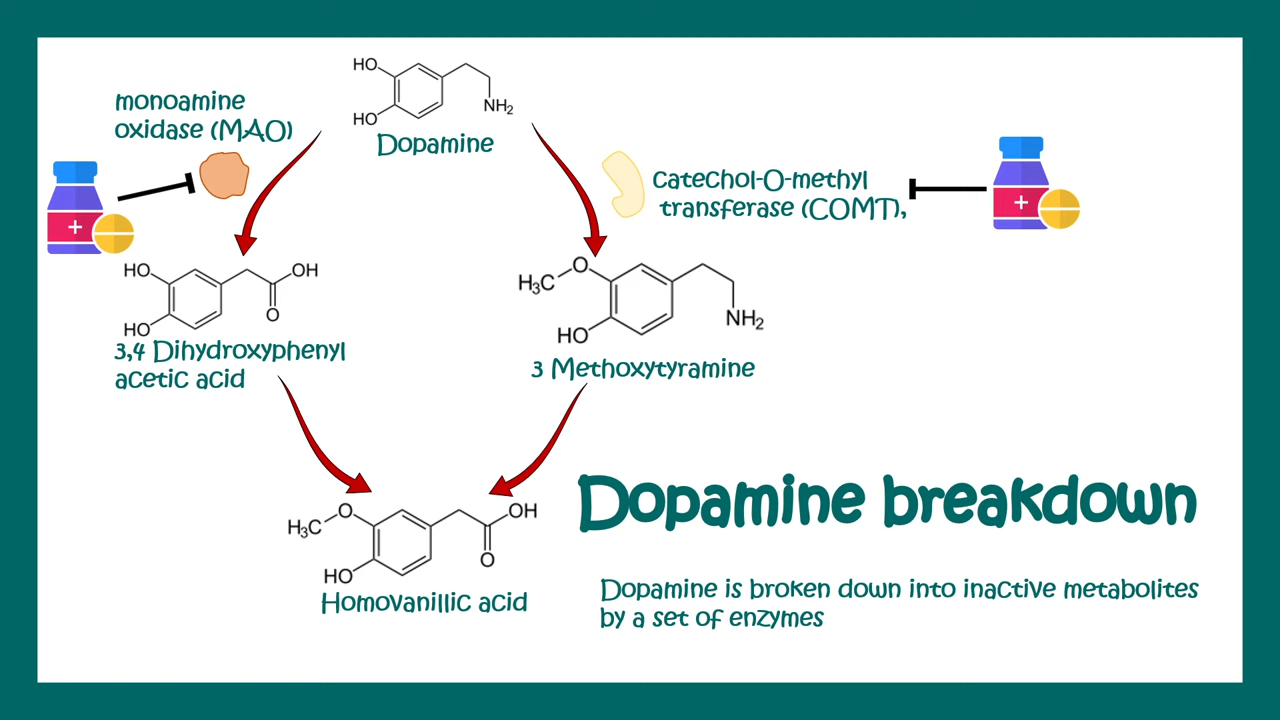 HO
HO
NH₂
Dopamine
monoamine
oxidase (MAO)
catechol-O-methyl
transferase (COMT),
+
+
HO
OH
HO
O
3,4 Dihydroxyphenyl
acetic acid
H₃C
O
HO
NH₂
3 Methoxytyramine
H₃C
O
OH
HO
O
Homovanillic acid
Dopamine breakdown
Dopamine is broken down into inactive metabolites
by a set of enzymes